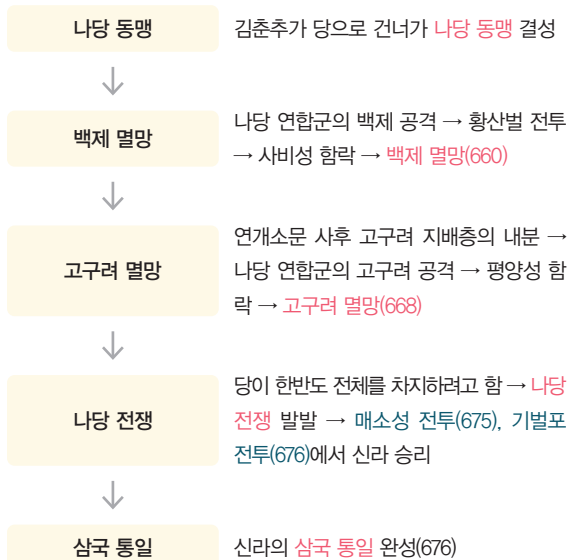 나당 동맹
김춘추가 당으로 건너가 나당 동맹 결성
↓
백제 멸망
나당 연합군의 백제 공격 → 황산벌 전투
→ 사비성 함락 → 백제 멸망(660)
↓
고구려 멸망
연개소문 사후 고구려 지배층의 내분 →
나당 연합군의 고구려 공격 → 평양성 함
락 → 고구려 멸망(668)
↓
나당 전쟁
당이 한반도 전체를 차지하려고 함 → 나당
전쟁 발발 → 매소성 전투(675), 기벌포
전투(676)에서 신라 승리
↓
삼국 통일
신라의 삼국 통일 완성(676)